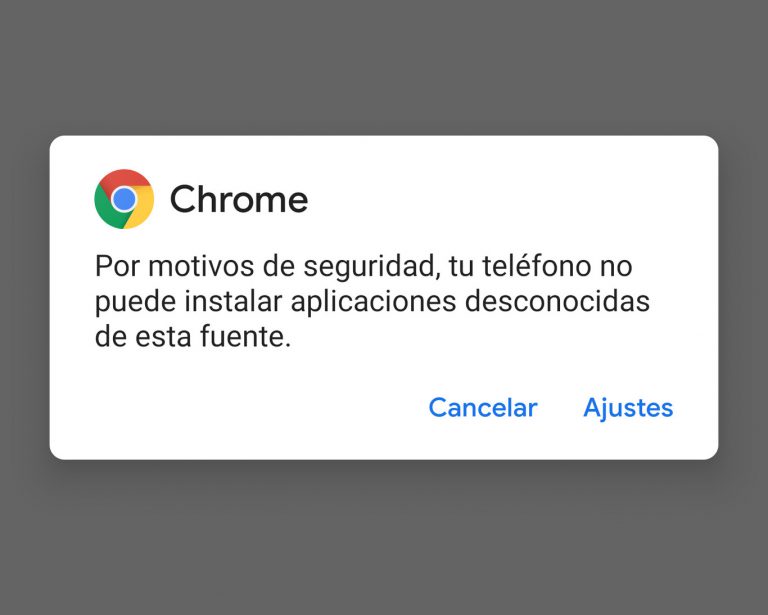 Chrome
Por motivos de seguridad, tu teléfono no
puede instalar aplicaciones desconocidas
de esta fuente.
Cancelar Ajustes